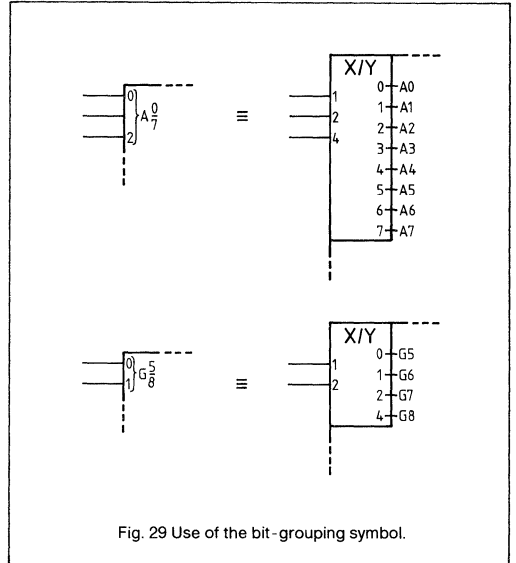 X/Y
0
A 0/7
2
≡
1
2
4
0 A0
1 A1
2 A2
3 A3
4 A4
5 A5
6 A6
7 A7
X/Y
0
1
G 5/8
≡
1
2
0 G5
1 G6
2 G7
4 G8
Fig. 29 Use of the bit-grouping symbol.